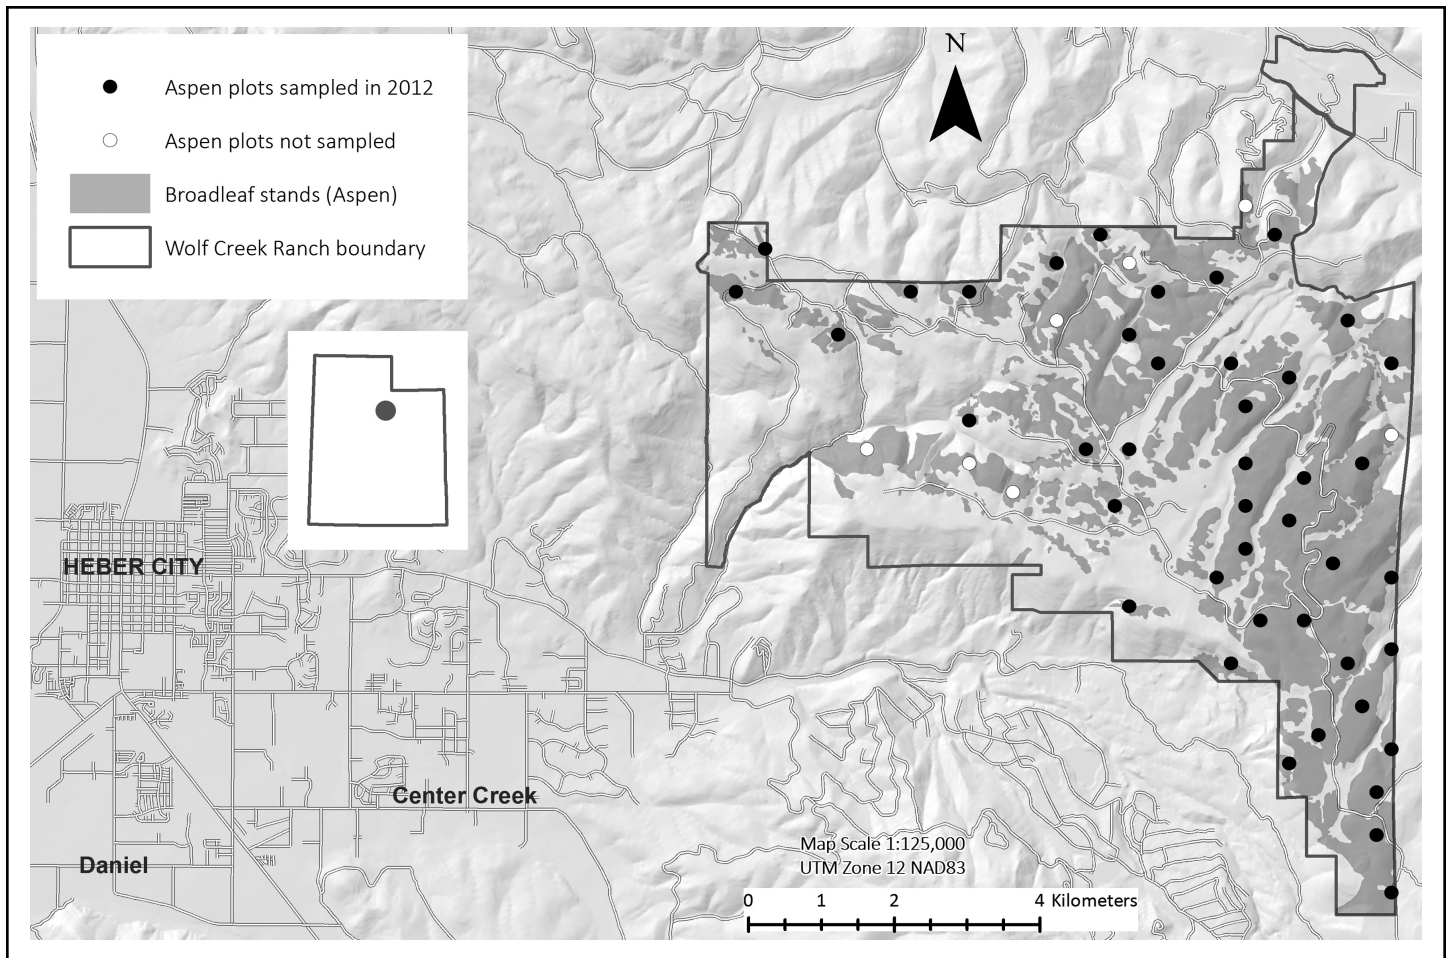 N
Aspen plots sampled in 2012
Aspen plots not sampled
Broadleaf stands (Aspen)
Wolf Creek Ranch boundary
HEBER CITY
Center Creek
Daniel
Map Scale 1:125,000
UTM Zone 12 NAD83
0 1 2 4 Kilometers